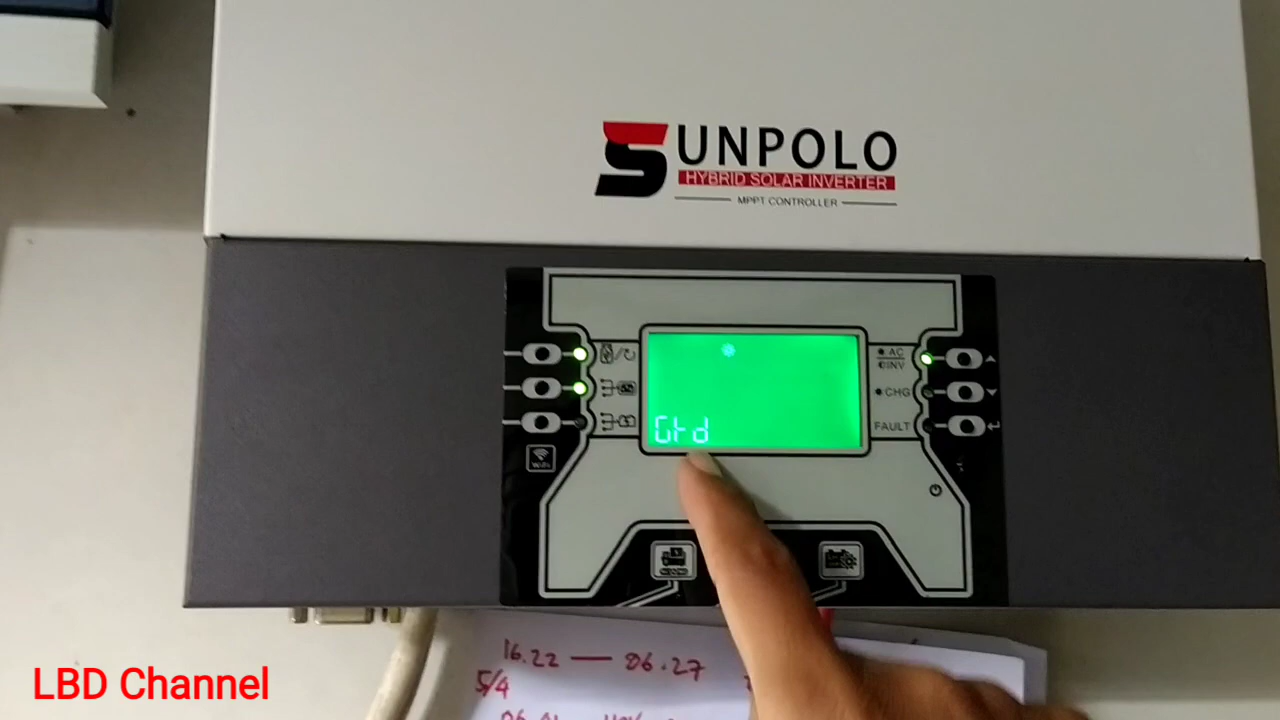 SUNPOLO
HYBRID SOLAR INVERTER
MPPT CONTROLLER
AC
INV
CHG
FAULT
Grd
WiFi
16.22 — 06.27
5/4
LBD Channel